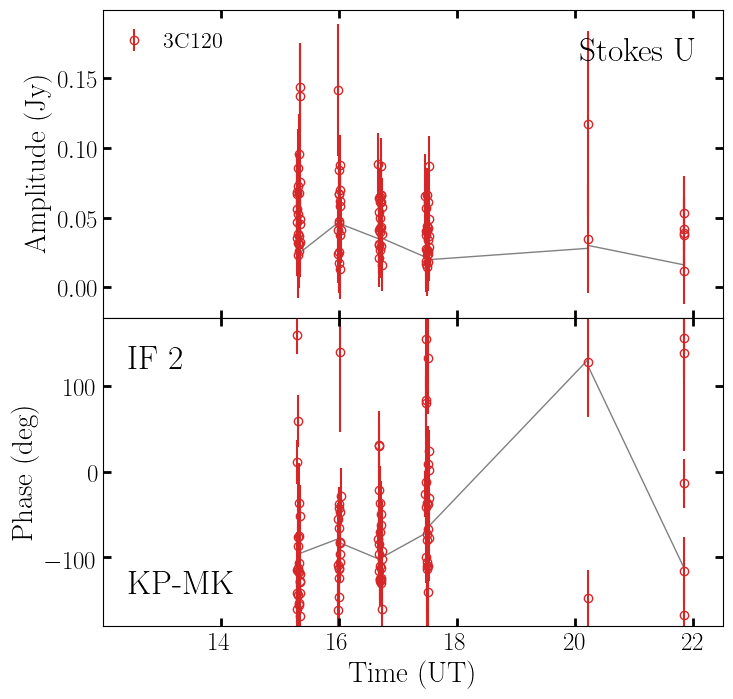 3C120
Stokes U
Amplitude (Jy)
0.15
0.10
0.05
0.00
IF 2
KP-MK
Phase (deg)
100
0
−100
14 16 18 20 22
Time (UT)